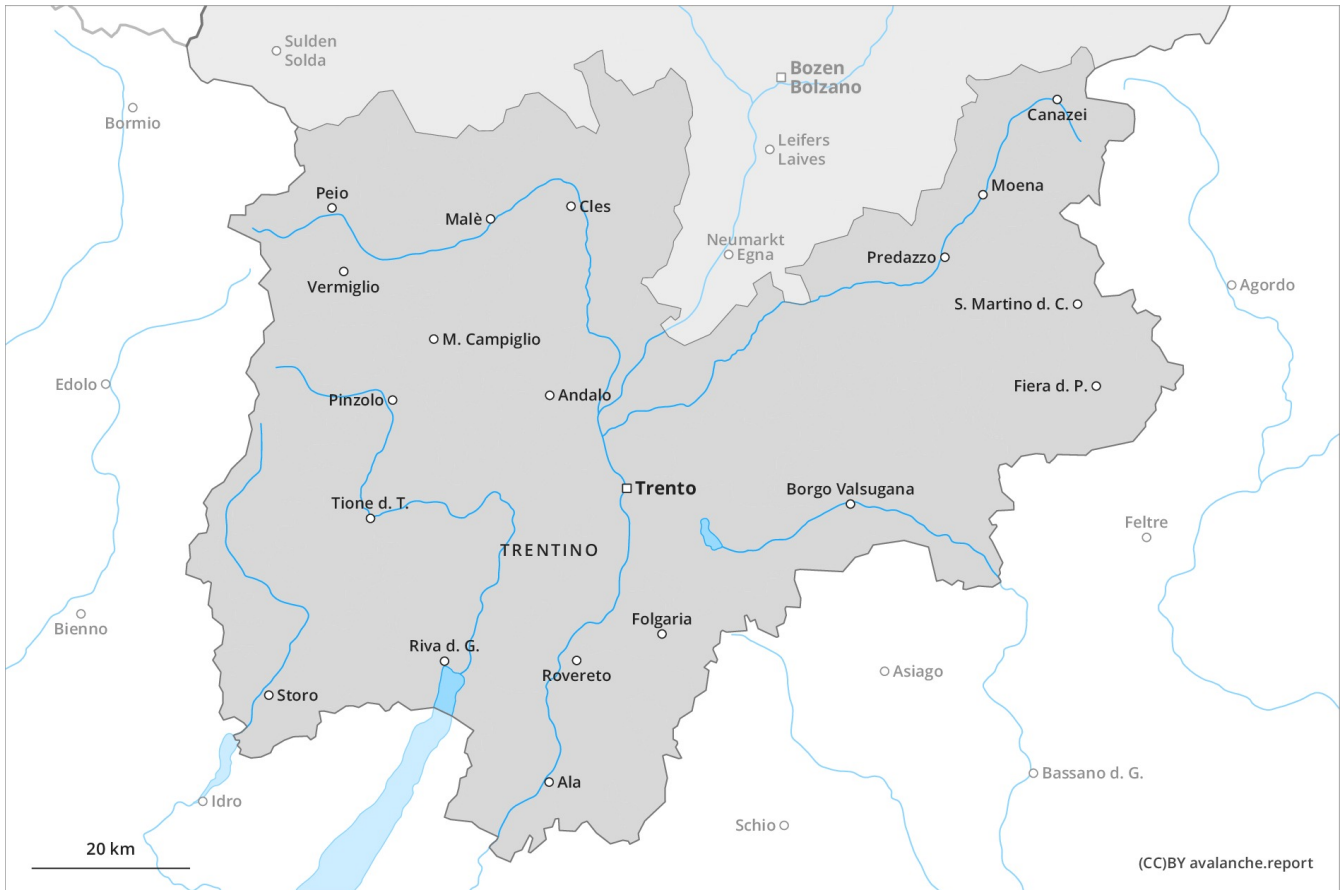 Sulden
Solda
Bozen
Bolzano
Bormio
Canazei
Leifers
Laives
Peio
Moena
Malè
Cles
Neumarkt
Egna
Predazzo
Vermiglio
Agordo
S. Martino d. C.
M. Campiglio
Edolo
Fiera d. P.
Pinzolo
Andalo
Trento
Borgo Valsugana
Tione d. T.
Feltre
TRENTINO
Folgaria
Bienno
Riva d. G.
Asiago
Rovereto
Storo
Bassano d. G.
Ala
Idro
Schio
20 km
(CC)BY avalanche.report